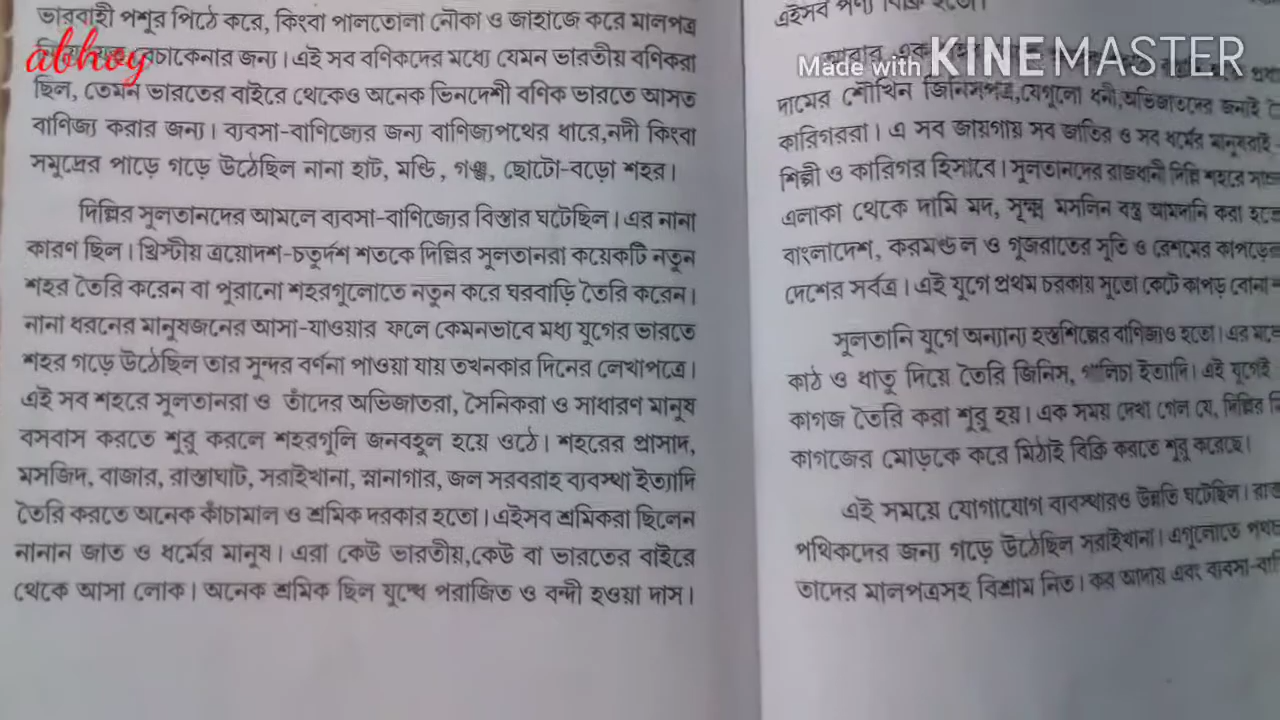 ভারবাহী পশুর পিঠে করে, কিংবা পালতোলা নৌকা ও জাহাজে করে মালপত্র
abhoy
বেচাকেনার জন্য। এই সব বণিকদের মধ্যে যেমন ভারতীয় বণিকরা
ছিল, তেমন ভারতের বাইরে থেকেও অনেক ভিনদেশী বণিক ভারতে আসত
বাণিজ্য করার জন্য। ব্যবসা-বাণিজ্যের জন্য বাণিজ্যপথের ধারে,নদী কিংবা
সমুদ্রের পাড়ে গড়ে উঠেছিল নানা হাট, মন্ডি, গঞ্জ, ছোটো-বড়ো শহর।
দিল্লির সুলতানদের আমলে ব্যবসা-বাণিজ্যের বিস্তার ঘটেছিল। এর নানা
কারণ ছিল। খ্রিস্টীয় ত্রয়োদশ-চতুর্দশ শতকে দিল্লির সুলতানরা কয়েকটি নতুন
শহর তৈরি করেন বা পুরানো শহরগুলোতে নতুন করে ঘরবাড়ি তৈরি করেন।
নানা ধরনের মানুষজনের আসা-যাওয়ার ফলে কেমনভাবে মধ্য যুগের ভারতে
শহর গড়ে উঠেছিল তার সুন্দর বর্ণনা পাওয়া যায় তখনকার দিনের লেখাপত্রে।
এই সব শহরে সুলতানরা ও তাঁদের অভিজাতরা, সৈনিকরা ও সাধারণ মানুষ
বসবাস করতে শুরু করলে শহরগুলি জনবহুল হয়ে ওঠে। শহরের প্রাসাদ,
মসজিদ, বাজার, রাস্তাঘাট, সরাইখানা, স্নানাগার, জল সরবরাহ ব্যবস্থা ইত্যাদি
তৈরি করতে অনেক কাঁচামাল ও শ্রমিক দরকার হতো। এইসব শ্রমিকরা ছিলেন
নানান জাত ও ধর্মের মানুষ। এরা কেউ ভারতীয়,কেউ বা ভারতের বাইরে
থেকে আসা লোক। অনেক শ্রমিক ছিল যুদ্ধে পরাজিত ও বন্দী হওয়া দাস।
এইসব পণ্য বিক্রি হতো।
Made with KINEMASTER
দামের শৌখিন জিনিসপত্র,যেগুলো ধনী,অভিজাতদের জন্যই
কারিগররা। এ সব জায়গায় সব জাতির ও সব ধর্মের মানুষরাই
শিল্পী ও কারিগর হিসাবে। সুলতানদের রাজধানী দিল্লি শহরে
এলাকা থেকে দামি মদ, সূক্ষ্ম মসলিন বস্ত্র আমদানি করা
বাংলাদেশ, করমণ্ডল ও গুজরাতের সুতি ও রেশমের
দেশের সর্বত্র। এই যুগে প্রথম চরকায় সুতো কেটে কাপড় বোনা
সুলতানি যুগে অন্যান্য হস্তশিল্পের বাণিজ্যও হতো। এর
কাঠ ও ধাতু দিয়ে তৈরি জিনিস, গালিচা ইত্যাদি। এই যুগেই
কাগজ তৈরি করা শুরু হয়। এক সময় দেখা গেল যে, দিল্লির
কাগজের মোড়কে করে মিঠাই বিক্রি করতে শুরু করেছে।
এই সময়ে যোগাযোগ ব্যবস্থারও উন্নতি ঘটেছিল।
পথিকদের জন্য গড়ে উঠেছিল সরাইখানা। এগুলোতে
তাদের মালপত্রসহ বিশ্রাম নিত। কর আদায় এবং